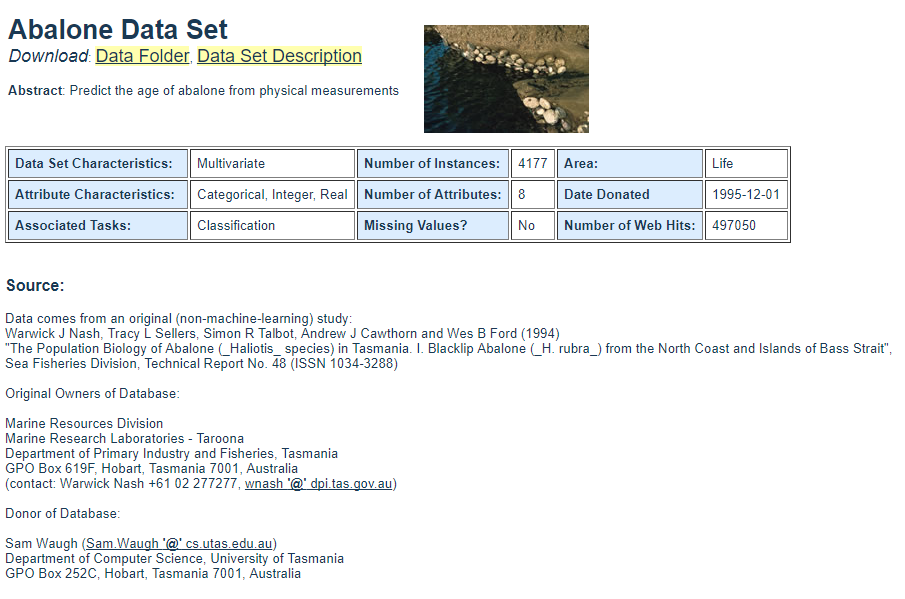 Abalone Data Set
Download: Data Folder, Data Set Description
Abstract: Predict the age of abalone from physical measurements
Data Set Characteristics: Multivariate Number of Instances: 4177 Area: Life
Attribute Characteristics: Categorical, Integer, Real Number of Attributes: 8 Date Donated 1995-12-01
Associated Tasks: Classification Missing Values? No Number of Web Hits: 497050
Source:
Data comes from an original (non-machine-learning) study:
Warwick J Nash, Tracy L Sellers, Simon R Talbot, Andrew J Cawthorn and Wes B Ford (1994)
"The Population Biology of Abalone (_Haliotis_ species) in Tasmania. I. Blacklip Abalone (_H. rubra_) from the North Coast and Islands of Bass Strait",
Sea Fisheries Division, Technical Report No. 48 (ISSN 1034-3288)
Original Owners of Database:
Marine Resources Division
Marine Research Laboratories - Taroona
Department of Primary Industry and Fisheries, Tasmania
GPO Box 619F, Hobart, Tasmania 7001, Australia
(contact: Warwick Nash +61 02 277277, wnash '@' dpi.tas.gov.au)
Donor of Database:
Sam Waugh (Sam.Waugh '@' cs.utas.edu.au)
Department of Computer Science, University of Tasmania
GPO Box 252C, Hobart, Tasmania 7001, Australia